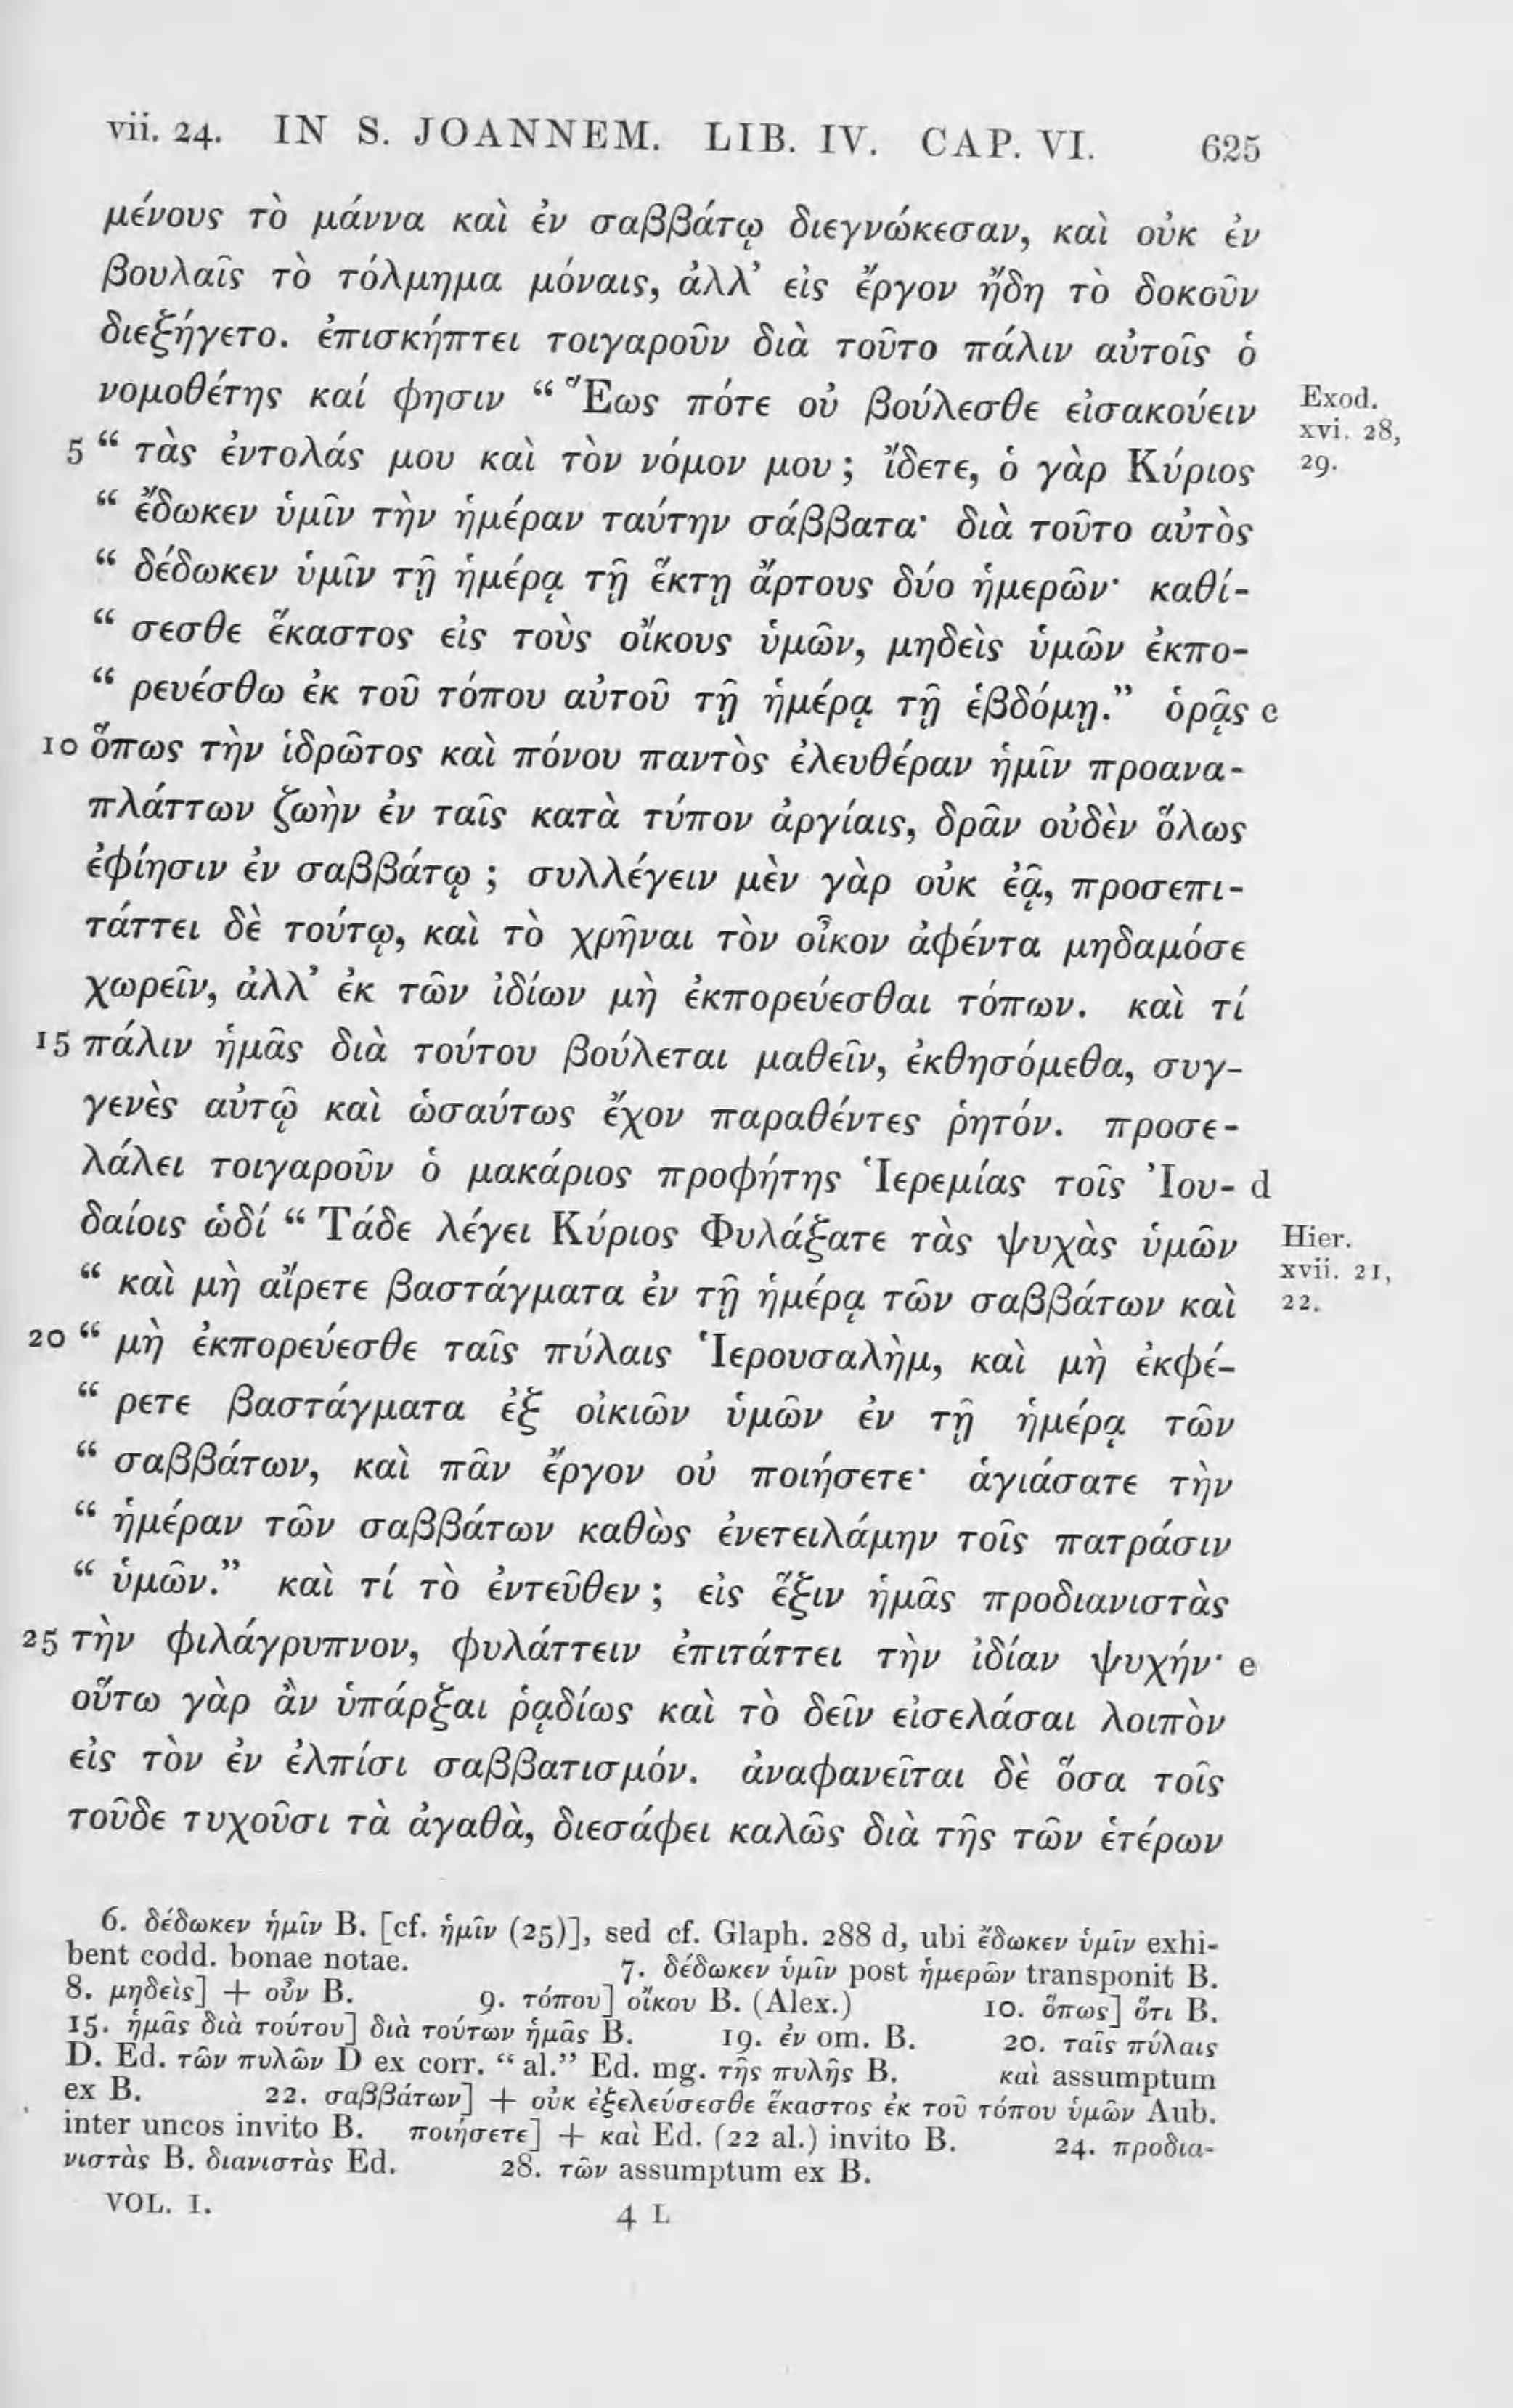 vii. 24. IN S. JOANNEM. LIB. IV. CAP. VI. 625
μένους τὸ μάννα καὶ ἐν σαββάτῳ διεγνώκεσαν, καὶ οὐκ ἐν
βουλαῖς τὸ τόλμημα μόναις, ἀλλ’ εἰς ἔργον ἤδη τὸ δοκοῦν
διεξήγετο. ἐπισκήπτει τοιγαροῦν διὰ τοῦτο πάλιν αὐτοῖς ὁ
νομοθέτης καί φησιν “ Ἕως πότε οὐ βούλεσθε εἰσακούειν Exod. xvi. 28,
5 “ τὰς ἐντολάς μου καὶ τὸν νόμον μου ; ἴδετε, ὁ γὰρ Κύριος 29.
“ ἔδωκεν ὑμῖν τὴν ἡμέραν ταύτην σάββατα· διὰ τοῦτο αὐτὸς
“ δέδωκεν ὑμῖν τῇ ἡμέρᾳ τῇ ἕκτῃ ἄρτους δύο ἡμερῶν· καθί-
“ σεσθε ἕκαστος εἰς τοὺς οἴκους ὑμῶν, μηδεὶς ὑμῶν ἐκπο-
“ ρευέσθω ἐκ τοῦ τόπου αὐτοῦ τῇ ἡμέρᾳ τῇ ἑβδόμῃ.” ὁρᾷς c
10 ὅπως τὴν ἱδρῶτος καὶ πόνου παντὸς ἐλευθέραν ἡμῖν προανα-
πλάττων ζωὴν ἐν ταῖς κατὰ τύπον ἀργίαις, δρᾶν οὐδὲν ὅλως
ἐφίησιν ἐν σαββάτῳ ; συλλέγειν μὲν γὰρ οὐκ ἐᾷ, προσεπι-
τάττει δὲ τούτῳ, καὶ τὸ χρῆναι τὸν οἶκον ἀφέντα μηδαμόσε
χωρεῖν, ἀλλ’ ἐκ τῶν ἰδίων μὴ ἐκπορεύεσθαι τόπων. καὶ τί
15 πάλιν ἡμᾶς διὰ τούτου βούλεται μαθεῖν, ἐκθησόμεθα, συγ-
γενὲς αὐτῷ καὶ ὡσαύτως ἔχον παραθέντες ῥητόν. προσε-
λάλει τοιγαροῦν ὁ μακάριος προφήτης Ἱερεμίας τοῖς Ἰου- d
δαίοις ὡδί “ Τάδε λέγει Κύριος Φυλάξατε τὰς ψυχὰς ὑμῶν Hier.
“ καὶ μὴ αἴρετε βαστάγματα ἐν τῇ ἡμέρᾳ τῶν σαββάτων καὶ xvii. 21, 22.
20 “ μὴ ἐκπορεύεσθε ταῖς πύλαις Ἱερουσαλὴμ, καὶ μὴ ἐκφέ-
“ ρετε βαστάγματα ἐξ οἰκιῶν ὑμῶν ἐν τῇ ἡμέρᾳ τῶν
“ σαββάτων, καὶ πᾶν ἔργον οὐ ποιήσετε· ἁγιάσατε τὴν
“ ἡμέραν τῶν σαββάτων καθὼς ἐνετειλάμην τοῖς πατράσιν
“ ὑμῶν.” καὶ τί τὸ ἐντεῦθεν ; εἰς ἕξιν ἡμᾶς προδιανιστὰς
25 τὴν φιλάγρυπνον, φυλάττειν ἐπιτάττει τὴν ἰδίαν ψυχήν· e
οὕτω γὰρ ἂν ὑπάρξαι ῥᾳδίως καὶ τὸ δεῖν εἰσελάσαι λοιπὸν
εἰς τὸν ἐν ἐλπίσι σαββατισμόν. ἀναφανεῖται δὲ ὅσα τοῖς
τοῦδε τυχοῦσι τὰ ἀγαθὰ, διεσάφει καλῶς διὰ τῆς τῶν ἑτέρων
6. δέδωκεν ἡμῖν B. [cf. ἡμῖν (25)], sed cf. Glaph. 288 d, ubi ἔδωκεν ὑμῖν exhi-
bent codd. bonae notae. 7. δέδωκεν ὑμῖν post ἡμερῶν transponit B.
8. μηδεὶς] + οὖν B. 9. τόπου] οἴκου B. (Alex.) 10. ὅπως] ὅτι B.
15. ἡμᾶς διὰ τούτου] διὰ τούτων ἡμᾶς B. 19. ἐν om. B. 20. ταῖς πύλαις
D. Ed. τῶν πυλῶν D ex corr. “ al.” Ed. mg. τῆς πυλῆς B. καὶ assumptum
ex B. 22. σαββάτων] + οὐκ ἐξελεύσεσθε ἕκαστος ἐκ τοῦ τόπου ὑμῶν Aub.
inter uncos invito B. ποιήσετε] + καὶ Ed. (22 al.) invito B. 24. προδια-
νιστὰς B. διανιστὰς Ed. 28. τῶν assumptum ex B.
VOL. I. 4 L